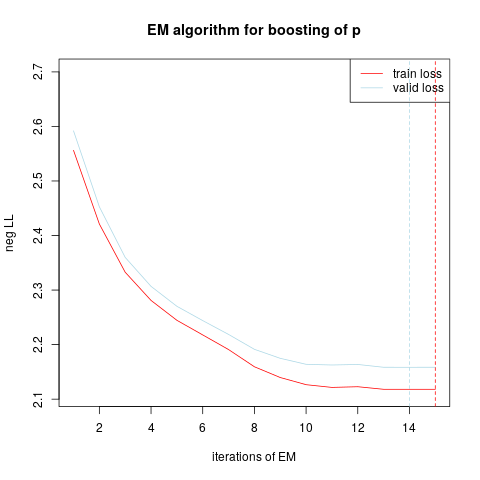 EM algorithm for boosting of p
train loss
valid loss
neg LL
2.7
2.6
2.5
2.4
2.3
2.2
2.1
2 4 6 8 10 12 14
iterations of EM